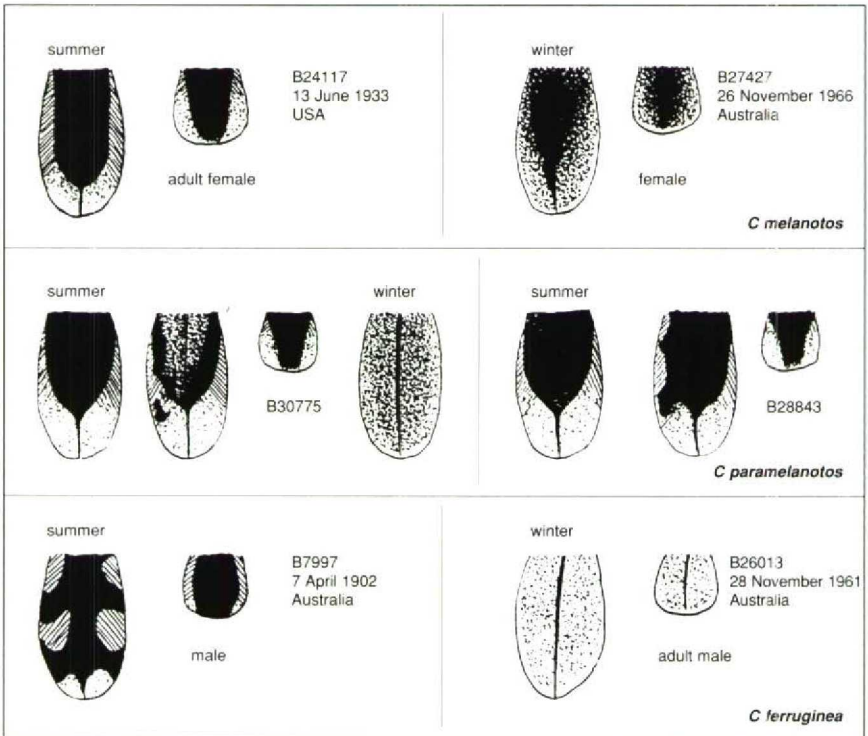 summer
B24117
13 June 1933
USA
adult female
winter
B27427
26 November 1966
Australia
female
C melanotos
summer
winter
B30775
summer
B28843
C paramelanotos
summer
B7997
7 April 1902
Australia
male
winter
B26013
28 November 1961
Australia
adult male
C ferruginea